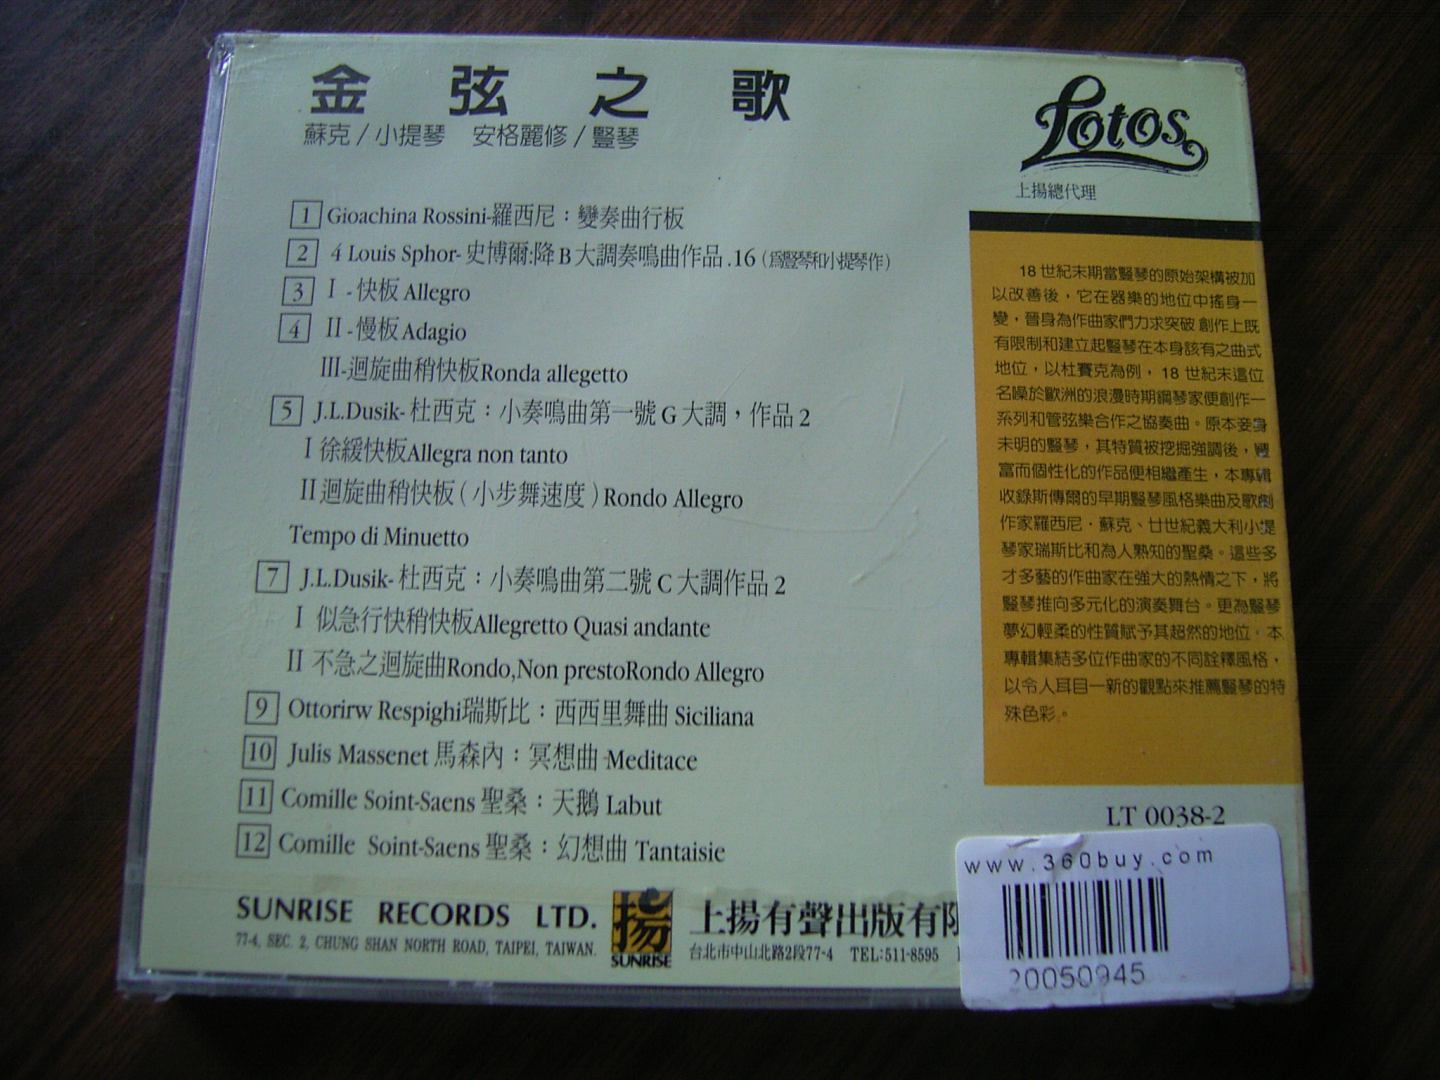 金弦之歌
蘇克/小提琴 安格麗修/豎琴
1 Gioachina Rossini-羅西尼：變奏曲行板
2 4 Louis Sphor-史博爾:降B大調奏鳴曲作品.16(為豎琴和小提琴作)
3 I-快板Allegro
4 II-慢板Adagio
III-迴旋曲稍快板Ronda allegetto
5 J.L.Dusik-杜西克：小奏鳴曲第一號G大調，作品2
I 徐緩快板Allegra non tanto
II迴旋曲稍快板(小步舞速度)Rondo Allegro
Tempo di Minuetto
7 J.L.Dusik-杜西克：小奏鳴曲第二號C大調作品2
I 似急行快稍快板Allegretto Quasi andante
II 不急之迴旋曲Rondo,Non prestoRondo Allegro
9 Ottorirw Respighi瑞斯比：西西里舞曲 Siciliana
10 Julis Massenet 馬森內：冥想曲-Meditace
11 Comille Soint-Saens 聖桑：天鵝 Labut
12 Comille Soint-Saens 聖桑：幻想曲 Tantaisie
SUNRISE RECORDS LTD.
77-4, SEC. 2, CHUNG SHAN NORTH ROAD, TAIPEI, TAIWAN.
揚
SUNRISE
上揚有聲出版有限
台北市中山北路2段77-4 TEL:511-8595
Lotos
上揚總代理
18世紀末期當豎琴的原始架構被加
以改善後，它在器樂的地位中搖身一
變，晉身為作曲家們力求突破創作上既
有限制和建立起豎琴在本身該有之曲式
地位，以杜賽克為例，18世紀末這位
名噪於歐洲的浪漫時期鋼琴家便創作一
系列和管弦樂合作之協奏曲。原本妾身
未明的豎琴，其特質被挖掘強調後，豐
富而個性化的作品便相繼產生，本專輯
收錄斯博爾的早期豎琴風格樂曲及歌劇
作家羅西尼．蘇克、廿世紀義大利小提
琴家瑞斯比和為人熟知的聖桑。這些多
才多藝的作曲家在強大的熱情之下，將
豎琴推向多元化的演奏舞台。更為豎琴
夢幻輕柔的性質賦予其超然的地位．本
專輯集結多位作曲家的不同詮釋風格，
以令人耳目一新的觀點來推薦豎琴的特
殊色彩。
LT 0038-2
www.360buy.com
20050945